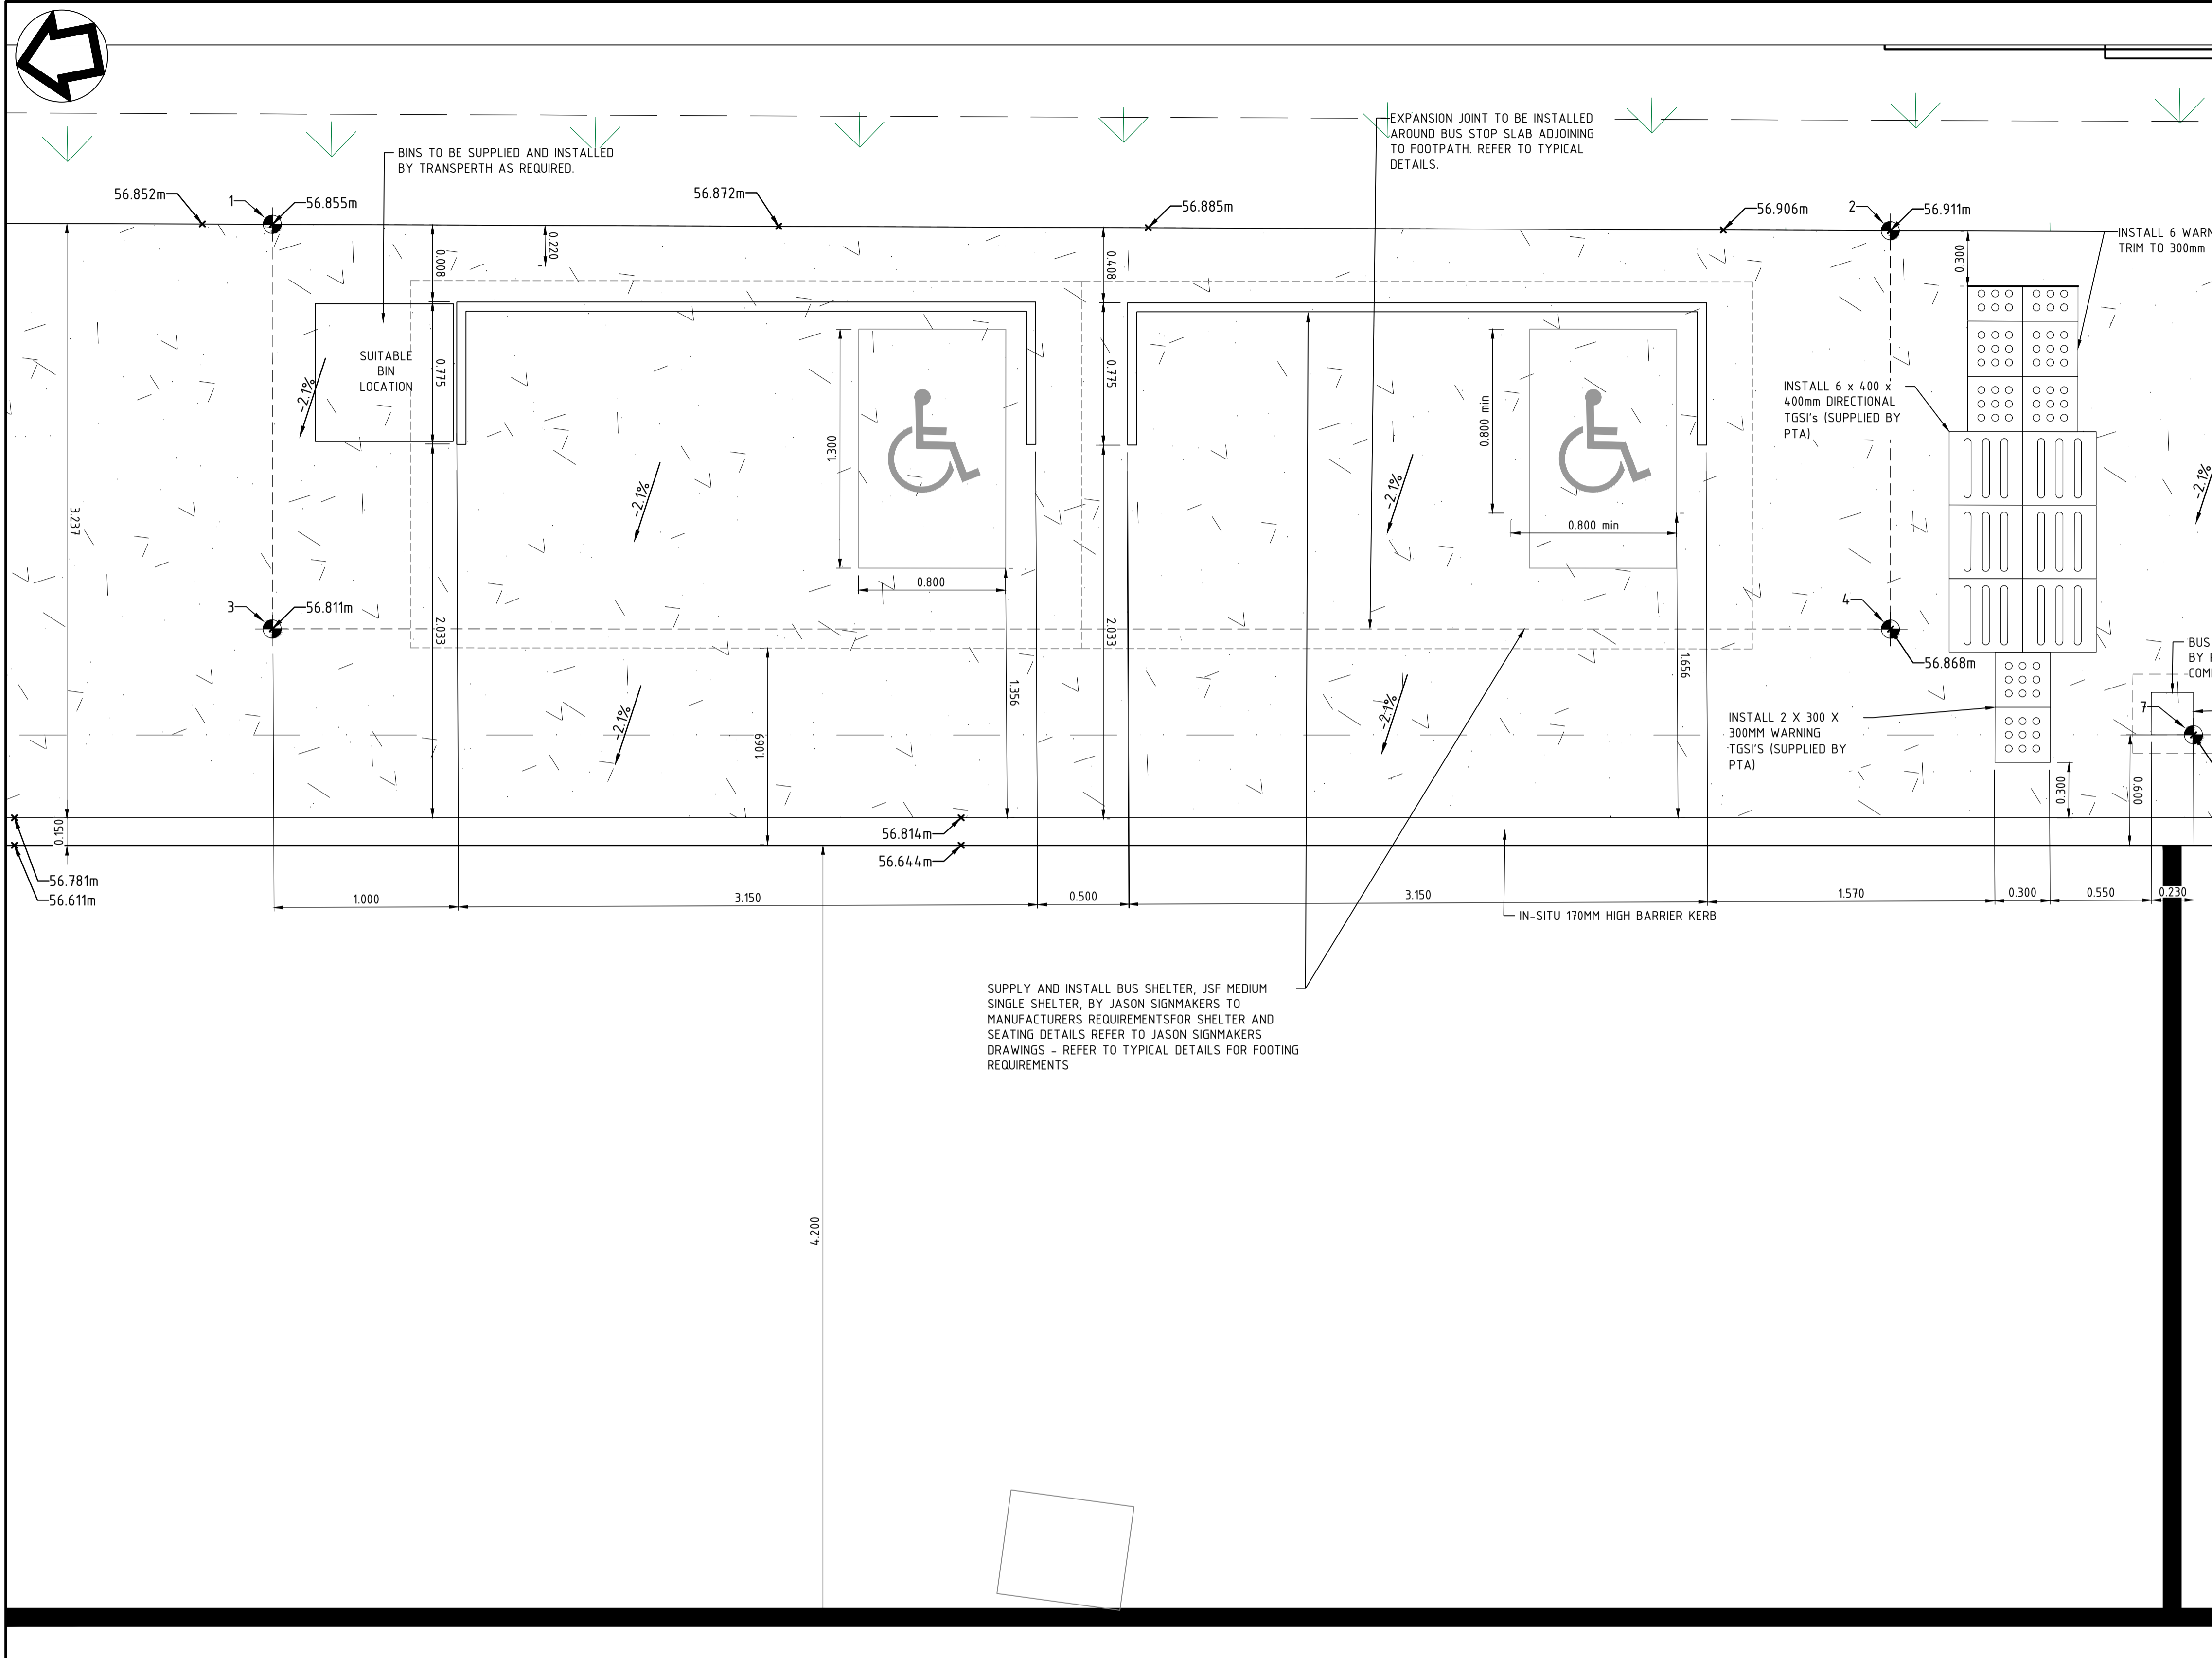 EXPANSION JOINT TO BE INSTALLED
AROUND BUS STOP SLAB ADJOINING
TO FOOTPATH. REFER TO TYPICAL
DETAILS.
BINS TO BE SUPPLIED AND INSTALLED
BY TRANSPERTH AS REQUIRED.
56.852m
1
56.855m
56.872m
56.885m
56.906m
2
56.911m
INSTALL 6 WARN
TRIM TO 300mm
0.008
0.220
0.408
0.300
SUITABLE
BIN
LOCATION
-2.1%
0.775
0.775
1.300
0.800 min
0.800 min
INSTALL 6 x 400 x
400mm DIRECTIONAL
TGSI's (SUPPLIED BY
PTA)
3.237
-2.1%
-2.1%
-2.1%
0.800
3
56.811m
2.033
2.033
4
56.868m
1.356
1.656
BUS
BY
COM
-2.1%
-2.1%
1.069
INSTALL 2 X 300 X
300MM WARNING
TGSI'S (SUPPLIED BY
PTA)
7
0.300
0.600
0.150
56.814m
56.644m
56.781m
56.611m
1.000
3.150
0.500
3.150
1.570
0.300
0.550
0.230
IN-SITU 170MM HIGH BARRIER KERB
SUPPLY AND INSTALL BUS SHELTER, JSF MEDIUM
SINGLE SHELTER, BY JASON SIGNMAKERS TO
MANUFACTURERS REQUIREMENTSFOR SHELTER AND
SEATING DETAILS REFER TO JASON SIGNMAKERS
DRAWINGS - REFER TO TYPICAL DETAILS FOR FOOTING
REQUIREMENTS
4.200